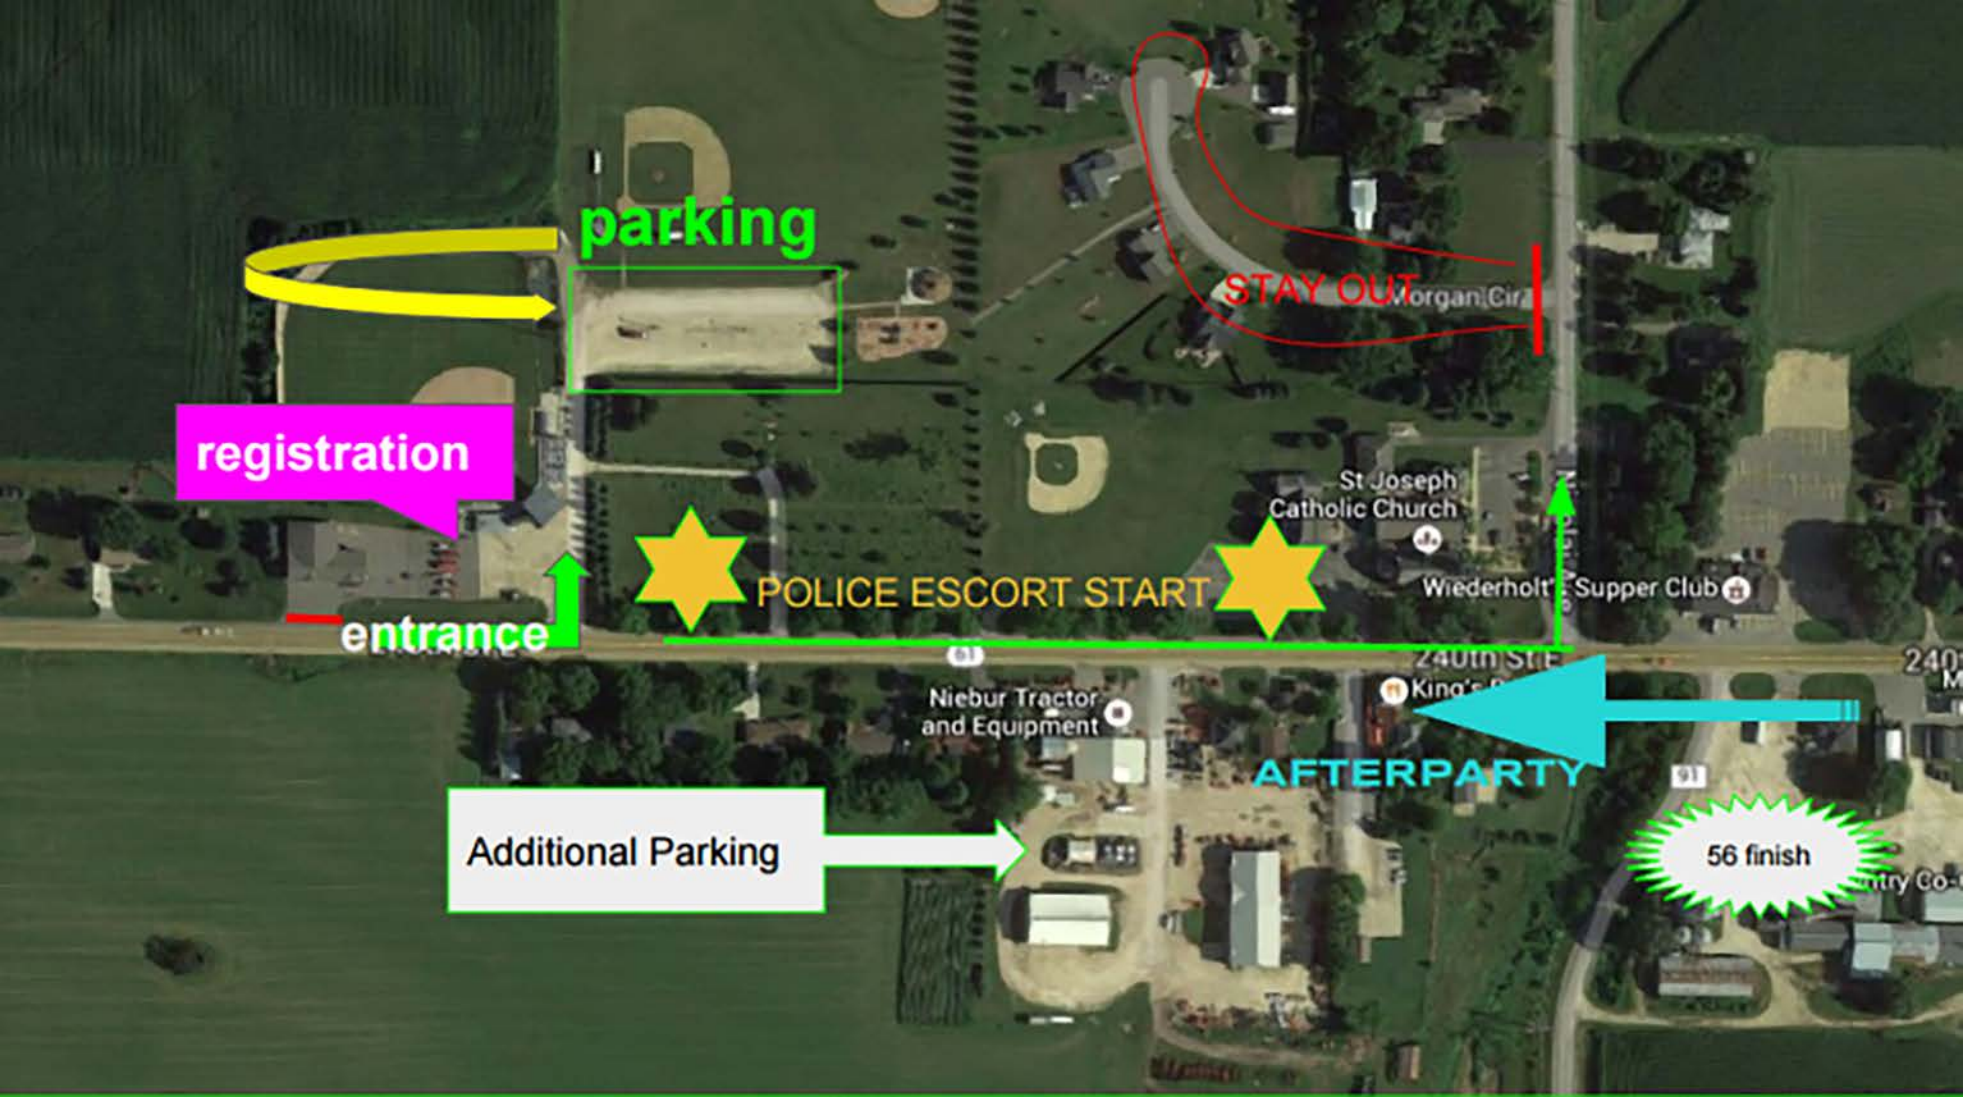 parking
STAY OUT
Morgan Cir
registration
St Joseph
Catholic Church
Wiederholt's Supper Club
POLICE ESCORT START
entrance
61
240th St E
240
King's
Niebur Tractor
and Equipment
AFTERPARTY
91
Additional Parking
56 finish